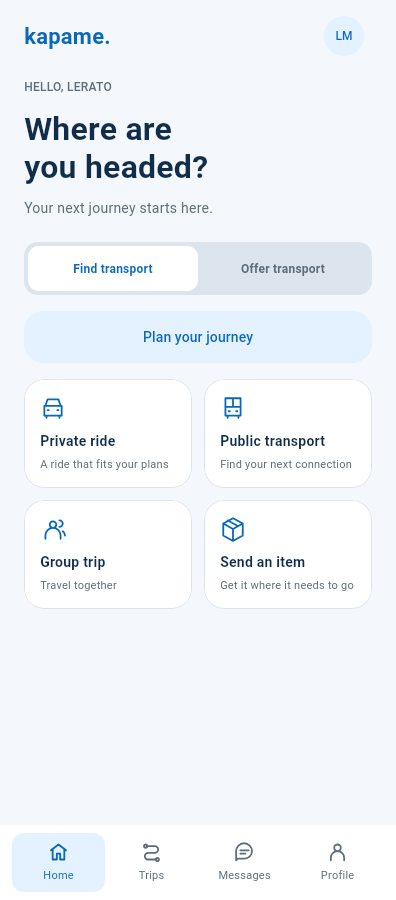 kapame.
LM
HELLO, LERATO
Where are
you headed?
Your next journey starts here.
Find transport
Offer transport
Plan your journey
Private ride
A ride that fits your plans
Public transport
Find your next connection
Group trip
Travel together
Send an item
Get it where it needs to go
Home
Trips
Messages
Profile